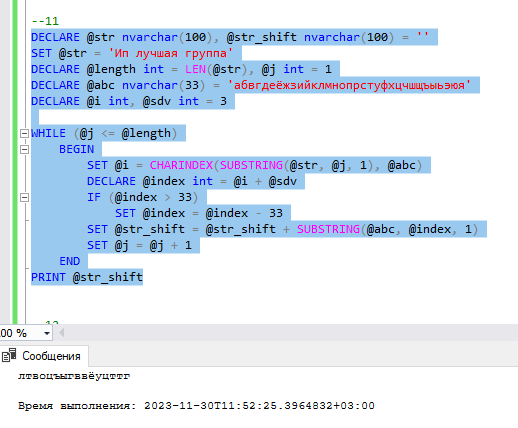 --11
DECLARE @str nvarchar(100), @str_shift nvarchar(100) = ''
SET @str = 'Ип лучшая группа'
DECLARE @length int = LEN(@str), @j int = 1
DECLARE @abc nvarchar(33) = 'абвгдеёжзийклмнопрстуфхцчшщъыьэюя'
DECLARE @i int, @sdv int = 3
WHILE (@j <= @length)
BEGIN
SET @i = CHARINDEX(SUBSTRING(@str, @j, 1), @abc)
DECLARE @index int = @i + @sdv
IF (@index > 33)
SET @index = @index - 33
SET @str_shift = @str_shift + SUBSTRING(@abc, @index, 1)
SET @j = @j + 1
END
PRINT @str_shift
00 %
Сообщения
лтвоцъыгввёуцттг
Время выполнения: 2023-11-30T11:52:25.3964832+03:00